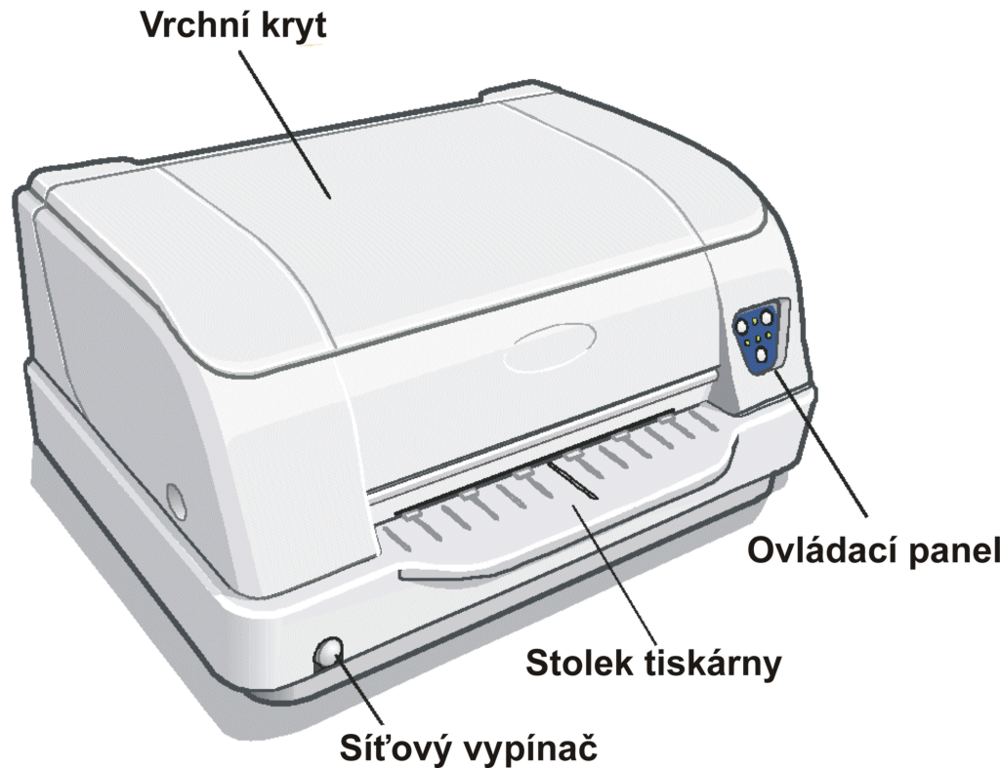 Vrchní kryt
Ovládací panel
Stolek tiskárny
Síťový vypínač